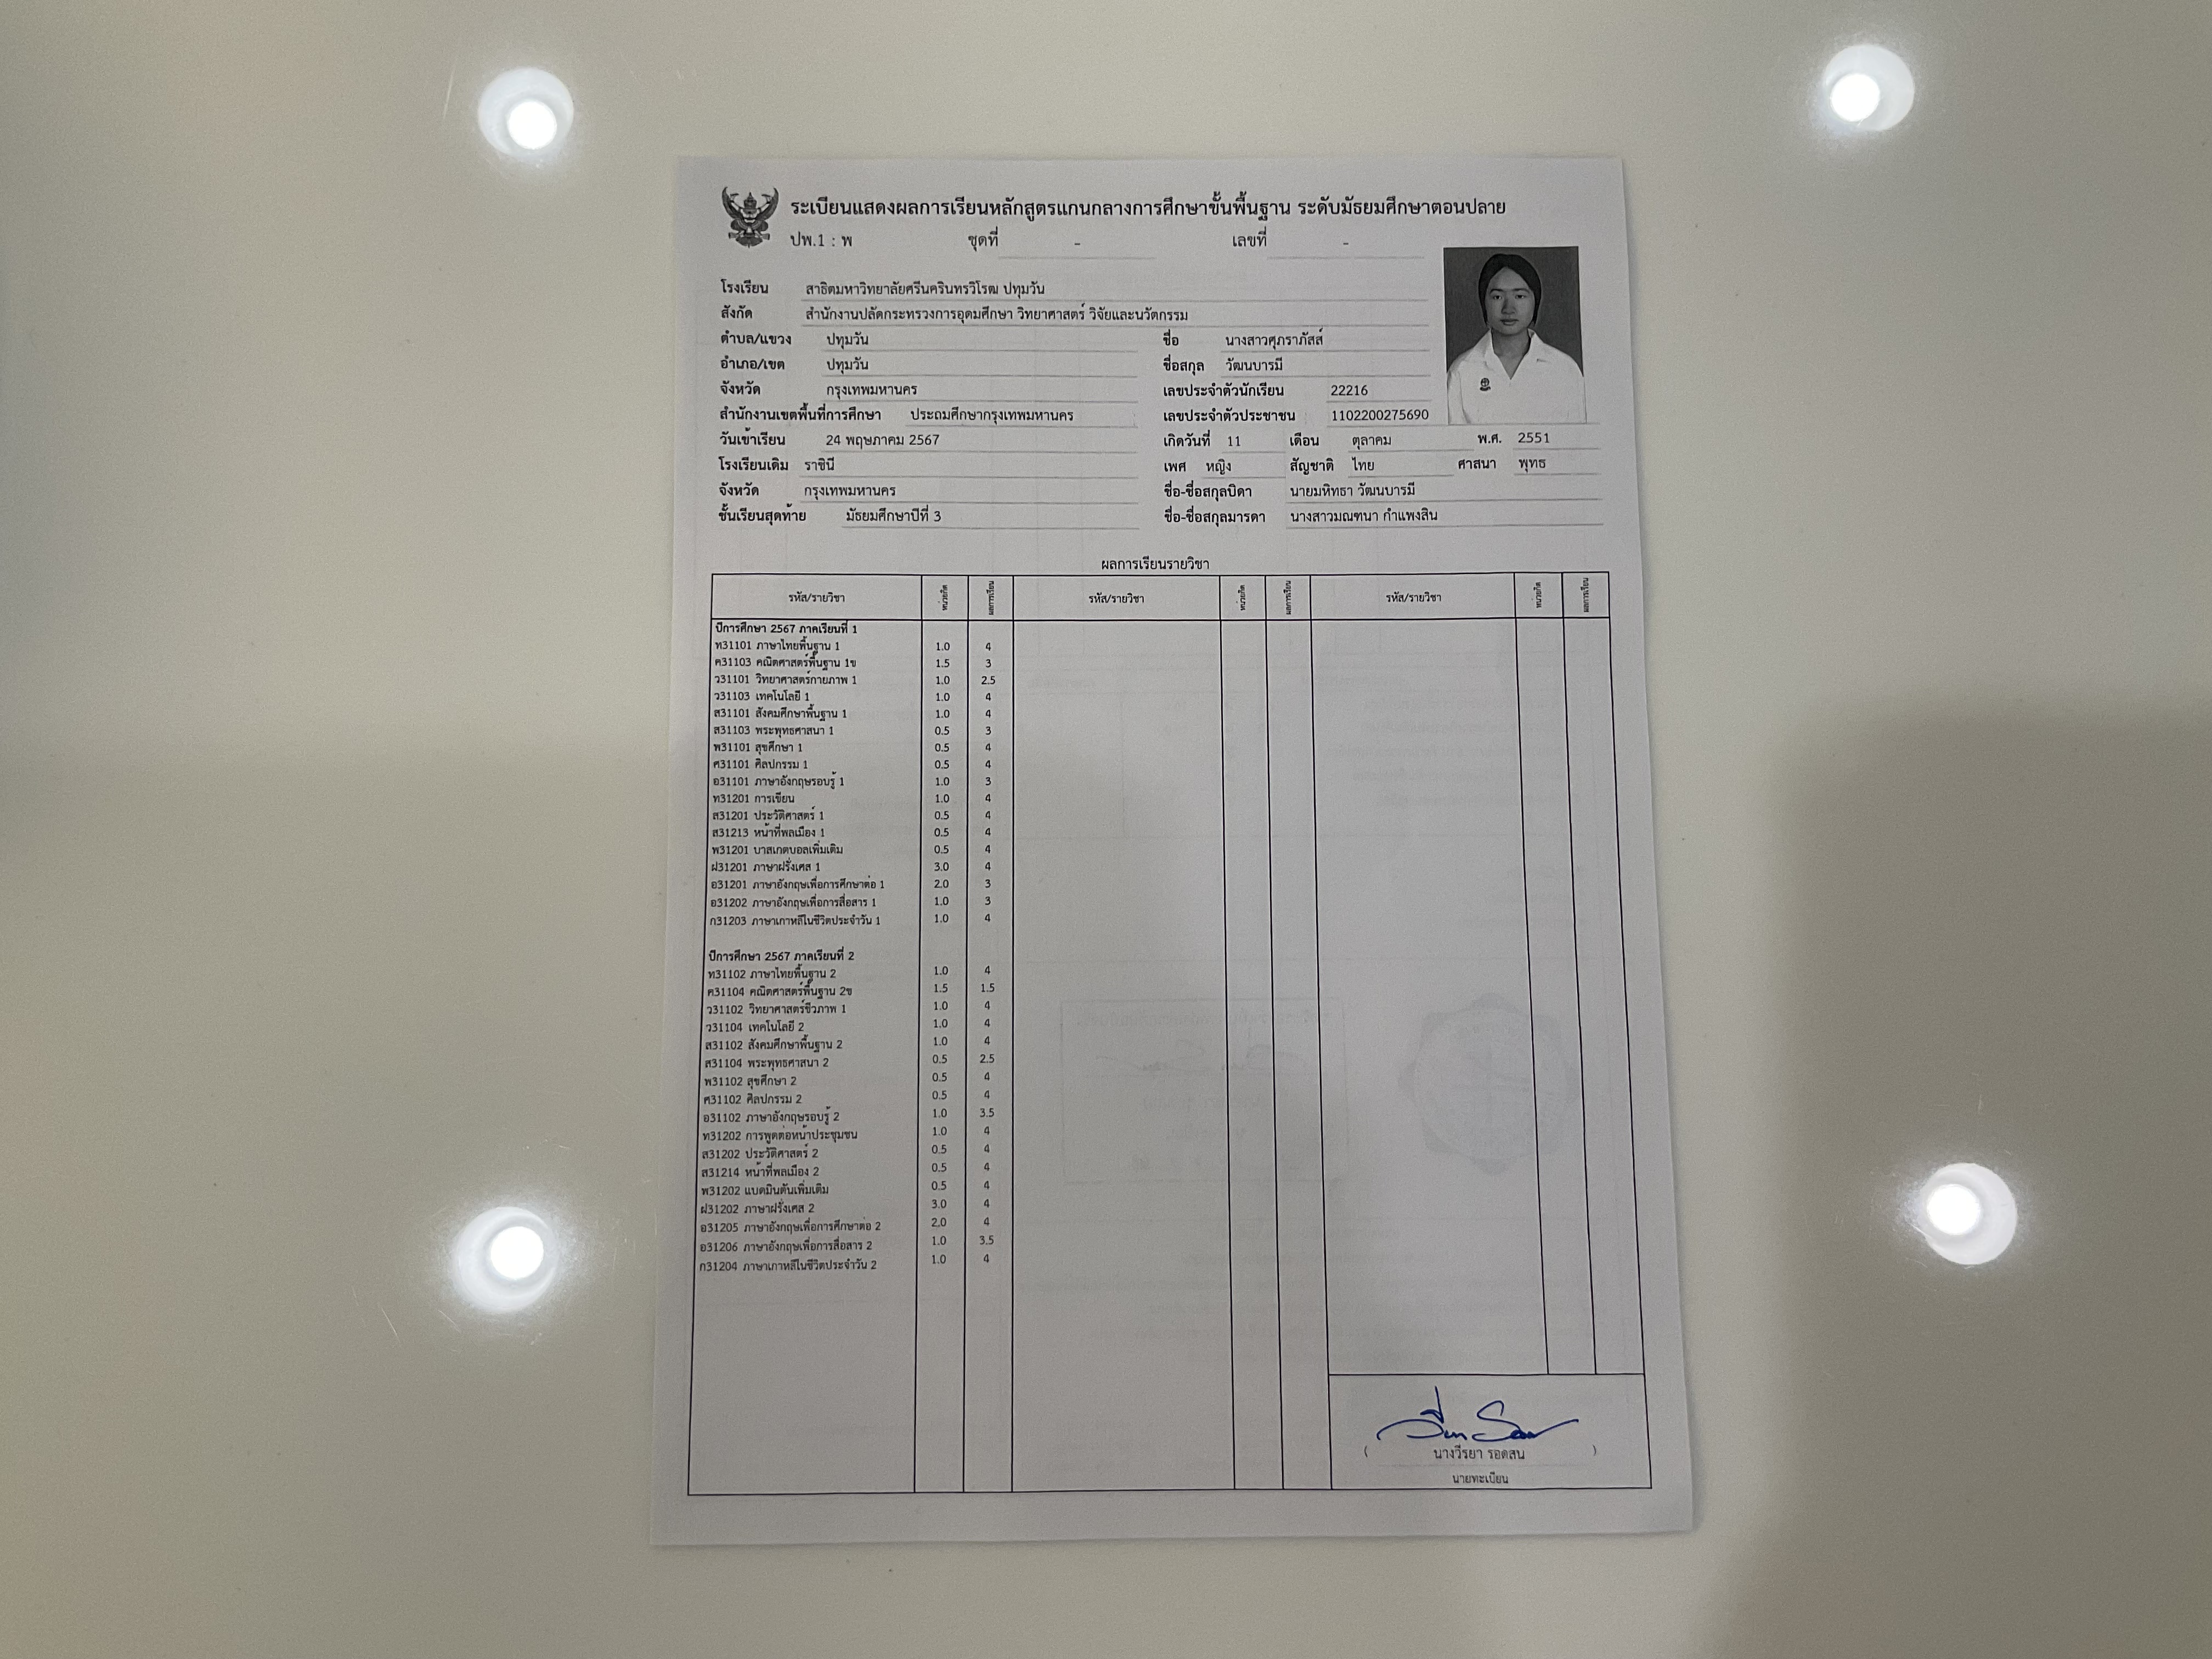 ระเบียนแสดงผลการเรียนหลักสูตรแกนกลางการศึกษาขั้นพื้นฐาน ระดับมัธยมศึกษาตอนปลาย
ปพ.1 : พ ชุดที่ - เลขที่ -
โรงเรียน สาธิตมหาวิทยาลัยศรีนครินทรวิโรฒ ปทุมวัน
สังกัด สำนักงานปลัดกระทรวงการอุดมศึกษา วิทยาศาสตร์ วิจัยและนวัตกรรม
ตำบล/แขวง ปทุมวัน ชื่อ นางสาวศุภราภัสส์
อำเภอ/เขต ปทุมวัน ชื่อสกุล วัฒนบารมี
จังหวัด กรุงเทพมหานคร เลขประจำตัวนักเรียน 22216
สำนักงานเขตพื้นที่การศึกษา ประถมศึกษากรุงเทพมหานคร เลขประจำตัวประชาชน 1102200275690
วันเข้าเรียน 24 พฤษภาคม 2567 เกิดวันที่ 11 เดือน ตุลาคม พ.ศ. 2551
โรงเรียนเดิม ราชินี เพศ หญิง สัญชาติ ไทย ศาสนา พุทธ
จังหวัด กรุงเทพมหานคร ชื่อ-ชื่อสกุลบิดา นายมหิทธา วัฒนบารมี
ชั้นเรียนสุดท้าย มัธยมศึกษาปีที่ 3 ชื่อ-ชื่อสกุลมารดา นางสาวมณฑนา กำแพงสิน
ผลการเรียนรายวิชา
รหัส/รายวิชา หน่วยกิต ผลการเรียน รหัส/รายวิชา หน่วยกิต ผลการเรียน รหัส/รายวิชา หน่วยกิต ผลการเรียน
ปีการศึกษา 2567 ภาคเรียนที่ 1
ท31101 ภาษาไทยพื้นฐาน 1 1.0 4
ค31103 คณิตศาสตร์พื้นฐาน 1ข 1.5 3
ว31101 วิทยาศาสตร์กายภาพ 1 1.0 2.5
ว31103 เทคโนโลยี 1 1.0 4
ส31101 สังคมศึกษาพื้นฐาน 1 1.0 4
ส31103 พระพุทธศาสนา 1 0.5 3
พ31101 สุขศึกษา 1 0.5 4
ศ31101 ศิลปกรรม 1 0.5 4
อ31101 ภาษาอังกฤษรอบรู้ 1 1.0 3
ท31201 การเขียน 1.0 4
ส31201 ประวัติศาสตร์ 1 0.5 4
ส31213 หน้าที่พลเมือง 1 0.5 4
พ31201 บาสเกตบอลเพิ่มเติม 0.5 4
ฝ31201 ภาษาฝรั่งเศส 1 3.0 4
อ31201 ภาษาอังกฤษเพื่อการศึกษาต่อ 1 2.0 3
อ31202 ภาษาอังกฤษเพื่อการสื่อสาร 1 1.0 3
ก31203 ภาษาเกาหลีในชีวิตประจำวัน 1 1.0 4
ปีการศึกษา 2567 ภาคเรียนที่ 2
ท31102 ภาษาไทยพื้นฐาน 2 1.0 4
ค31104 คณิตศาสตร์พื้นฐาน 2ข 1.5 1.5
ว31102 วิทยาศาสตร์ชีวภาพ 1 1.0 4
ว31104 เทคโนโลยี 2 1.0 4
ส31102 สังคมศึกษาพื้นฐาน 2 1.0 4
ส31104 พระพุทธศาสนา 2 0.5 2.5
พ31102 สุขศึกษา 2 0.5 4
ศ31102 ศิลปกรรม 2 0.5 4
อ31102 ภาษาอังกฤษรอบรู้ 2 1.0 3.5
ท31202 การพูดต่อหน้าประชุมชน 1.0 4
ส31202 ประวัติศาสตร์ 2 0.5 4
ส31214 หน้าที่พลเมือง 2 0.5 4
พ31202 แบดมินตันเพิ่มเติม 0.5 4
ฝ31202 ภาษาฝรั่งเศส 2 3.0 4
อ31205 ภาษาอังกฤษเพื่อการศึกษาต่อ 2 2.0 4
อ31206 ภาษาอังกฤษเพื่อการสื่อสาร 2 1.0 3.5
ก31204 ภาษาเกาหลีในชีวิตประจำวัน 2 1.0 4
( นางวีรยา รอดสน )
นายทะเบียน